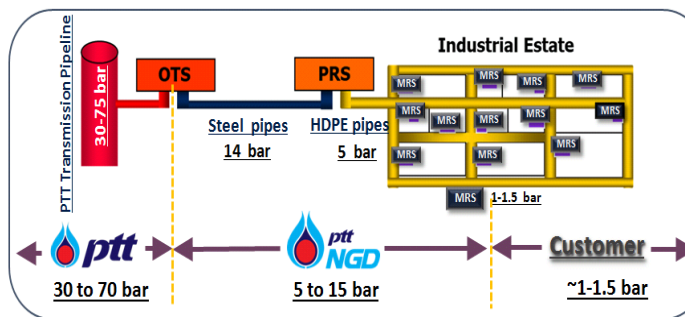 PTT Transmission Pipeline
30-75 bar
OTS
PRS
Industrial Estate
Steel pipes
14 bar
HDPE pipes
5 bar
MRS
MRS
MRS
MRS
MRS
MRS
MRS
MRS
MRS
MRS
MRS
MRS
MRS
1-1.5 bar
ptt
30 to 70 bar
ptt
NGD
5 to 15 bar
Customer
~1-1.5 bar